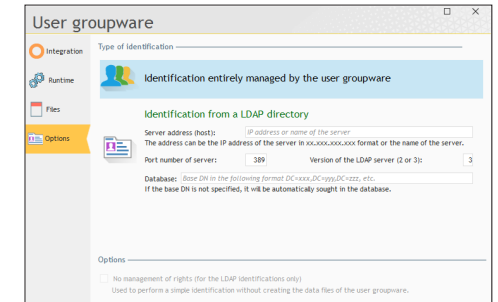 User groupware
Integration
Runtime
Files
Options
Type of identification
Identification entirely managed by the user groupware
Identification from a LDAP directory
Server address (host): IP address or name of the server
The address can be the IP address of the server in xx.xxx.xxx.xxx format or the name of the server.
Port number of server: 389 Version of the LDAP server (2 or 3): 3
Database: Base DN in the following format DC=xxx,DC=yyy,DC=zzz, etc.
If the base DN is not specified, it will be automatically sought in the database.
Options
No management of rights (for the LDAP identifications only)
Used to perform a simple identification without creating the data files of the user groupware.